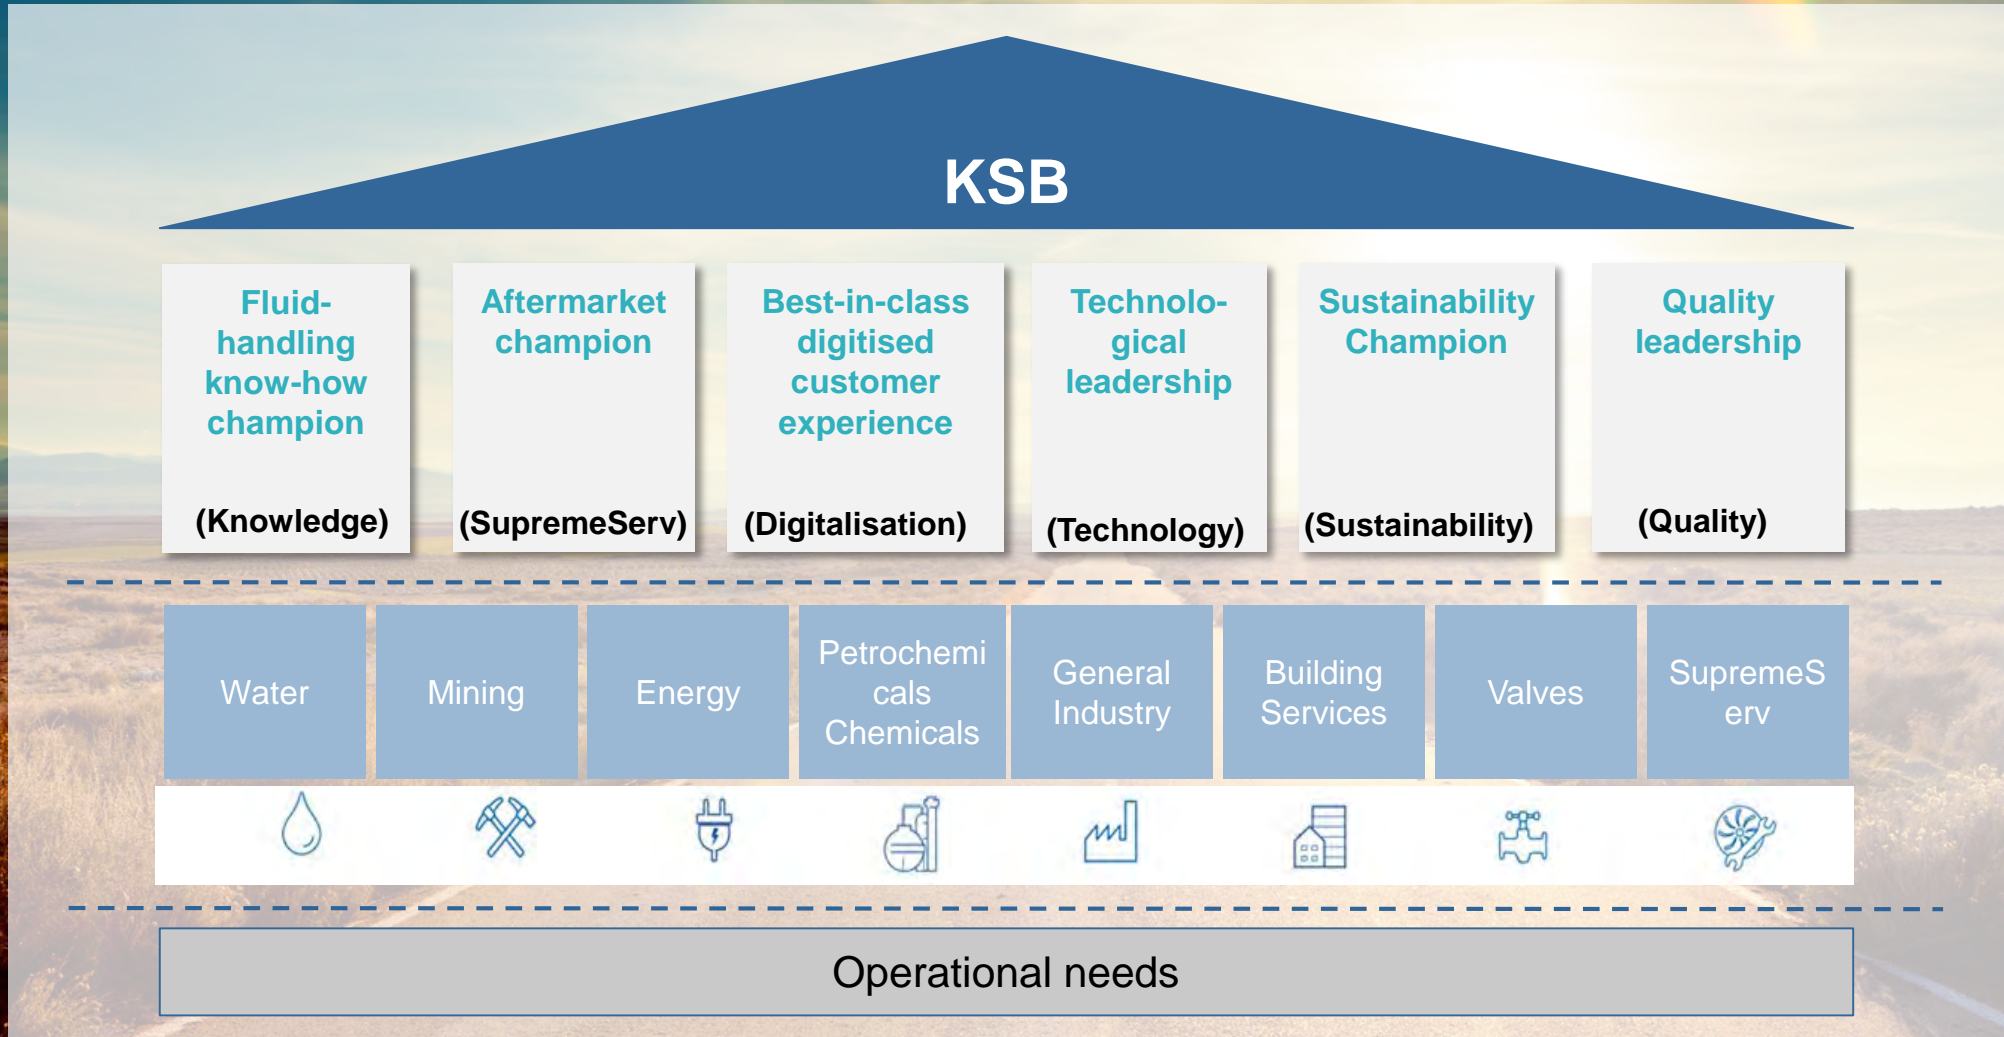 KSB
Fluid-
handling
know-how
champion
(Knowledge)
Aftermarket
champion
(SupremeServ)
Best-in-class
digitised
customer
experience
(Digitalisation)
Technolo-
gical
leadership
(Technology)
Sustainability
Champion
(Sustainability)
Quality
leadership
(Quality)
Water
Mining
Energy
Petrochemi
cals
Chemicals
General
Industry
Building
Services
Valves
SupremeS
erv
Operational needs